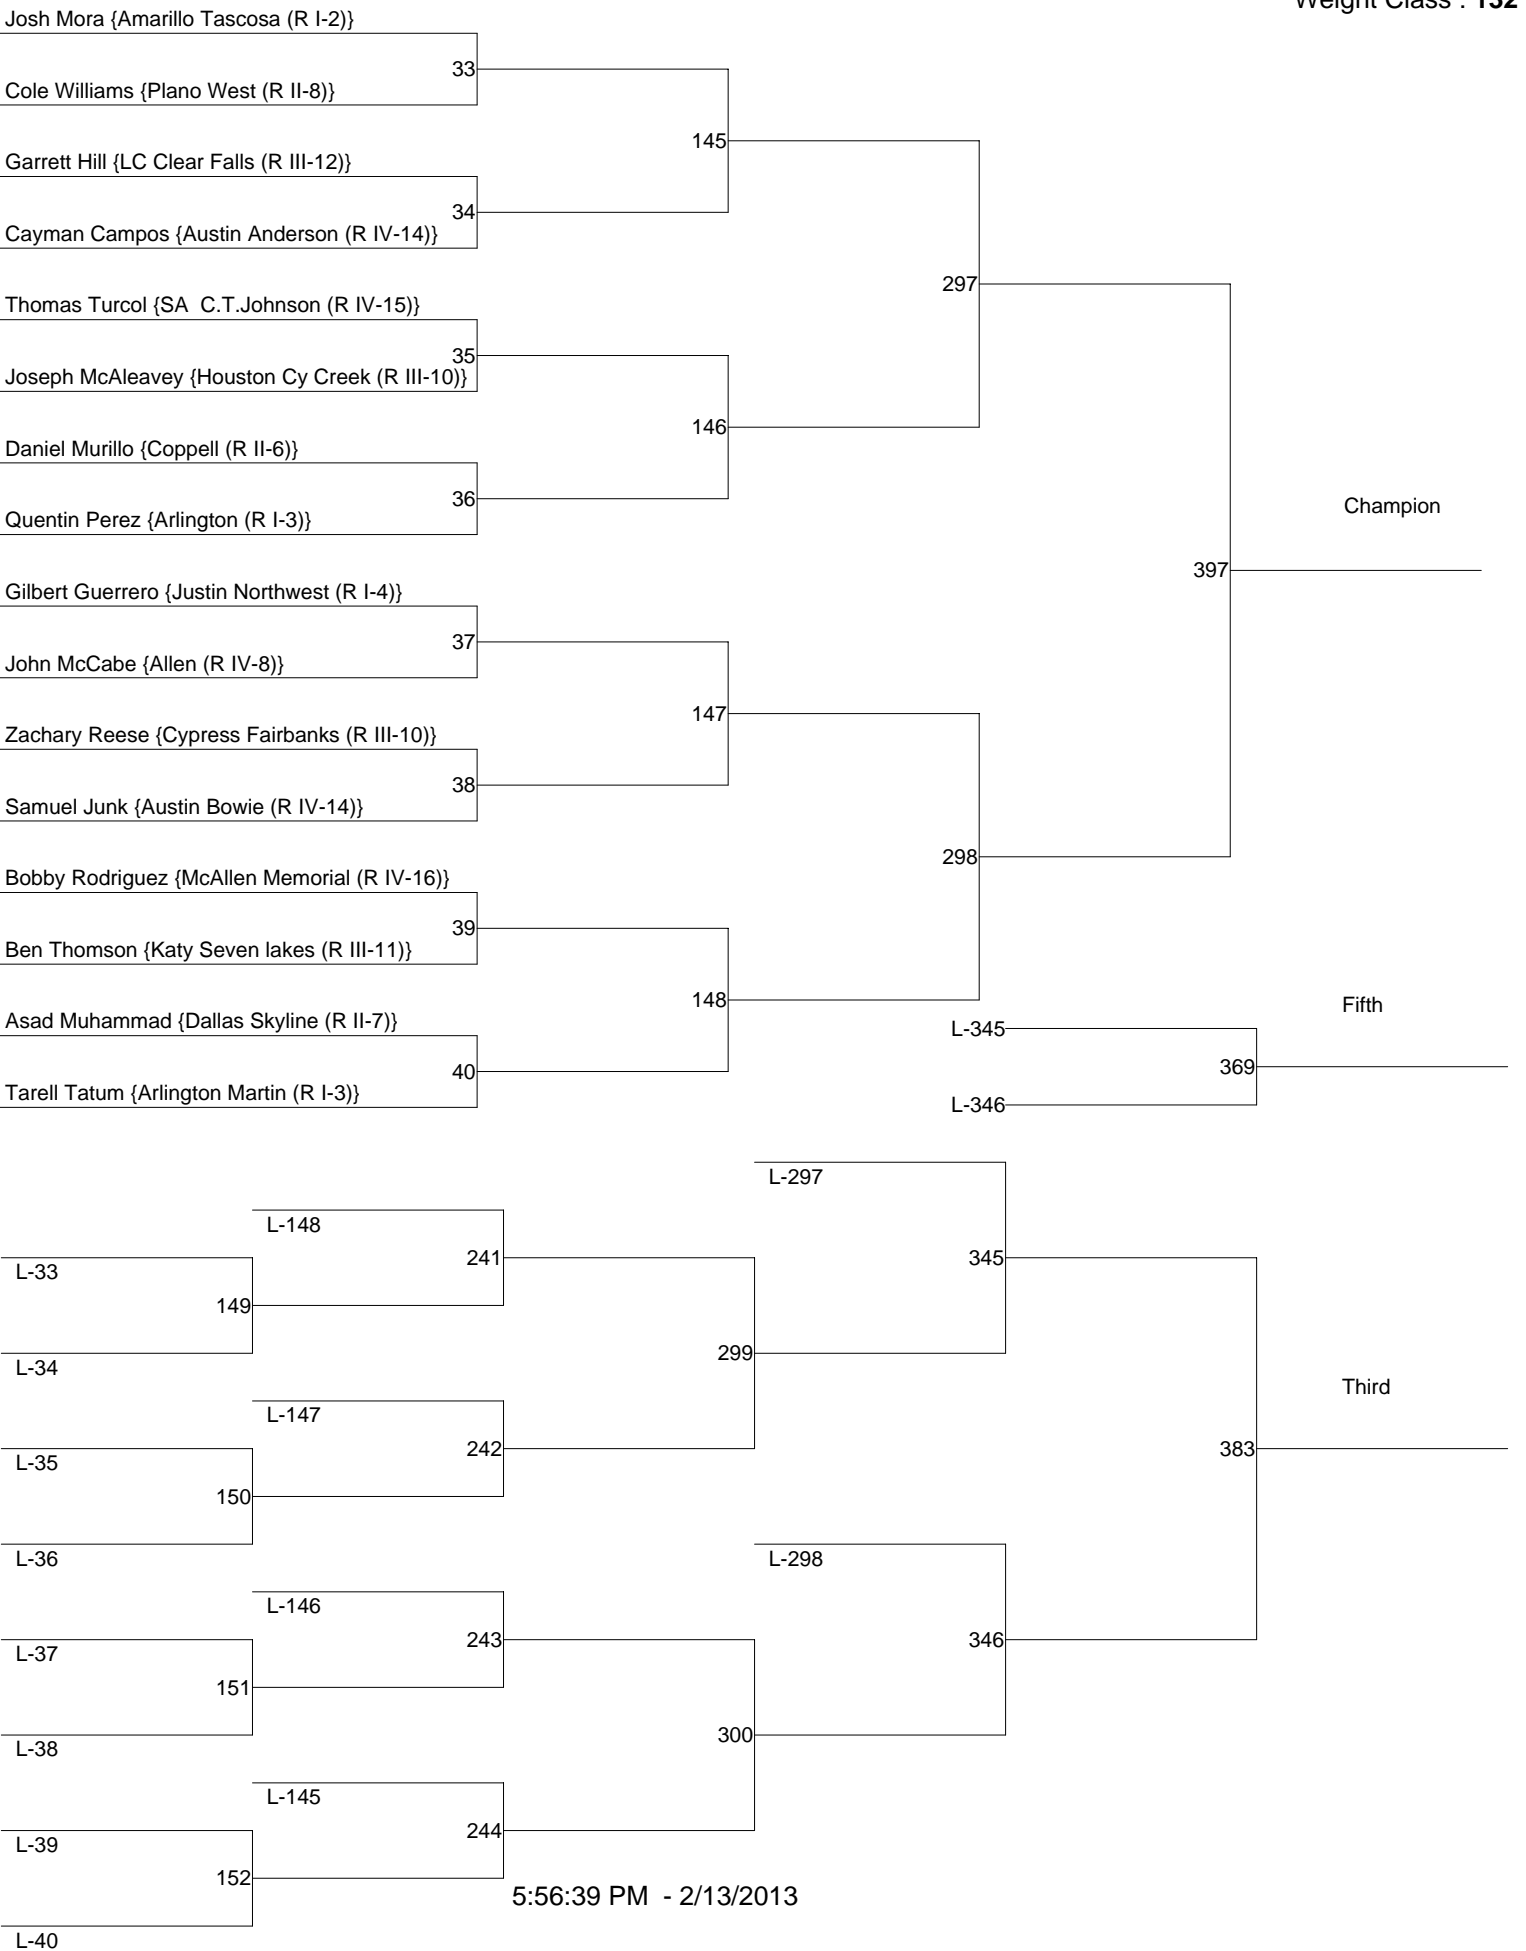 Weight Class : 132
Josh Mora {Amarillo Tascosa (R I-2)}
33
Cole Williams {Plano West (R II-8)}
145
Garrett Hill {LC Clear Falls (R III-12)}
34
Cayman Campos {Austin Anderson (R IV-14)}
297
Thomas Turcol {SA  C.T.Johnson (R IV-15)}
35
Joseph McAleavey {Houston Cy Creek (R III-10)}
146
Daniel Murillo {Coppell (R II-6)}
36
Quentin Perez {Arlington (R I-3)}
Champion
397
Gilbert Guerrero {Justin Northwest (R I-4)}
37
John McCabe {Allen (R IV-8)}
147
Zachary Reese {Cypress Fairbanks (R III-10)}
38
Samuel Junk {Austin Bowie (R IV-14)}
298
Bobby Rodriguez {McAllen Memorial (R IV-16)}
39
Ben Thomson {Katy Seven lakes (R III-11)}
148
Asad Muhammad {Dallas Skyline (R II-7)}
40
Tarell Tatum {Arlington Martin (R I-3)}
Fifth
L-345
369
L-346
L-297
L-148
241
345
L-33
149
L-34
299
Third
L-147
242
383
L-35
150
L-36
L-298
L-146
243
346
L-37
151
L-38
300
L-145
244
L-39
152
5:56:39 PM  - 2/13/2013
L-40